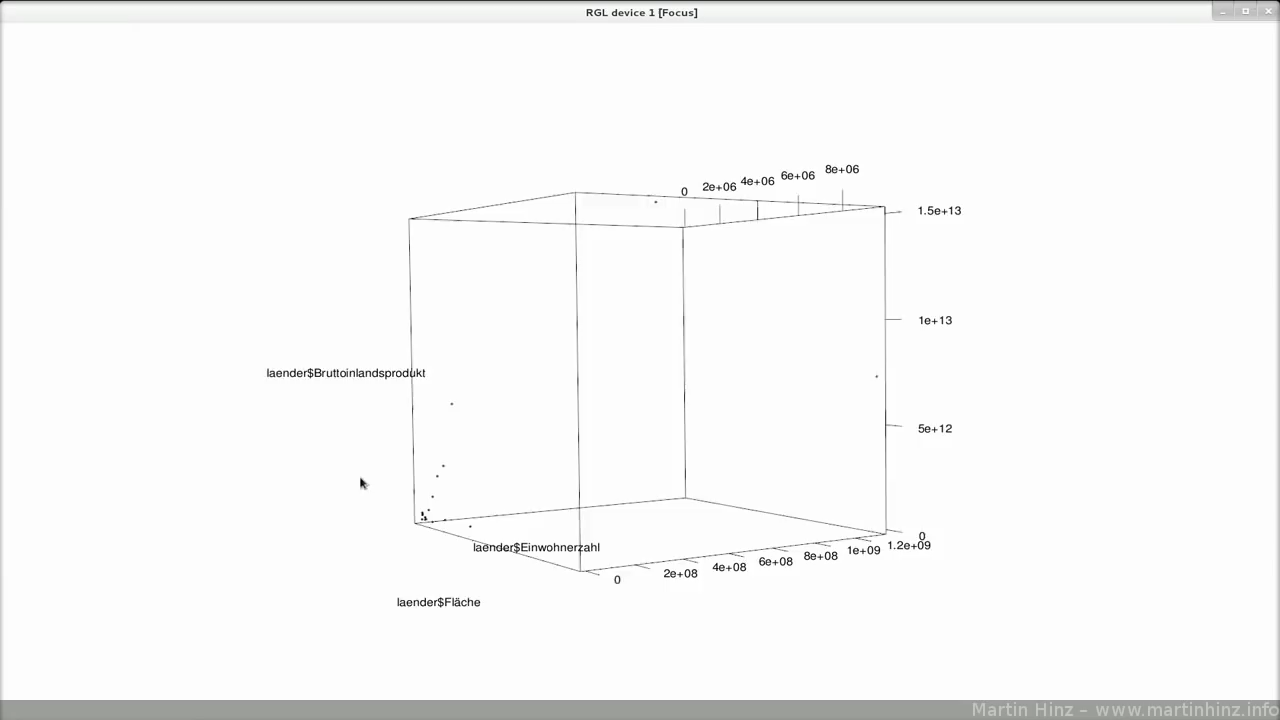 RGL device 1 [Focus]
0 2e+06 4e+06 6e+06 8e+06
1.5e+13
1e+13
laender$Bruttoinlandsprodukt
5e+12
0
laender$Einwohnerzahl
0 2e+08 4e+08 6e+08 8e+08 1e+09 1.2e+09
laender$Fläche
Martin Hinz – www.martinhinz.info